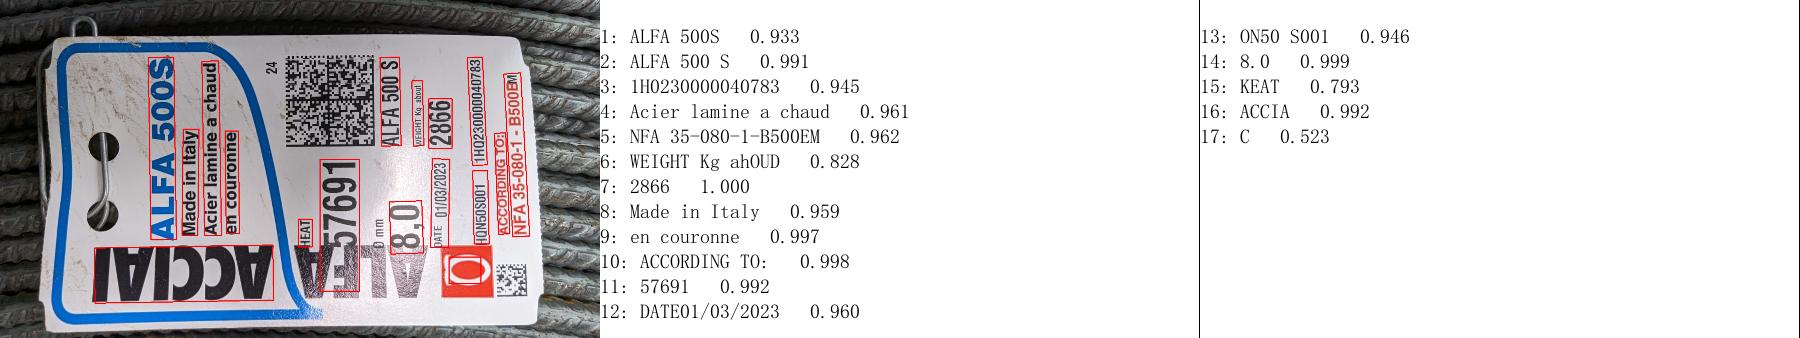 ALFA 500S
Made in Italy
Acier lamine a chaud
en couronne
ACCIAI
ALFA
24
ALFA 500 S
WEIGHT Kg about
2866
HEAT
57691
Ø mm
8,0
DATE 01/03/2023
HQN50S001 1H0230000040783
ACCORDING TO:
NFA 35-080-1 - B500EM
1: ALFA 500S 0.933
2: ALFA 500 S 0.991
3: 1H0230000040783 0.945
4: Acier lamine a chaud 0.961
5: NFA 35-080-1-B500EM 0.962
6: WEIGHT Kg ahOUD 0.828
7: 2866 1.000
8: Made in Italy 0.959
9: en couronne 0.997
10: ACCORDING TO: 0.998
11: 57691 0.992
12: DATE01/03/2023 0.960
13: ON50 S001 0.946
14: 8.0 0.999
15: KEAT 0.793
16: ACCIA 0.992
17: C 0.523